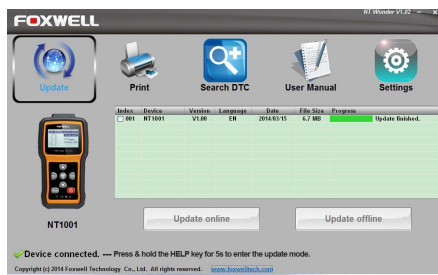 NT Wonder V1.02
FOXWELL
Update
Print
Search DTC
User Manual
Settings
Index Device Version Language Date File Size Progress
001 NT1001 V1.00 EN 2014/03/15 6.7 MB Update finished.
FOXWELL
NT1001
Update online
Update offline
Device connected. --- Press & hold the HELP key for 5s to enter the update mode.
Copyright (c) 2014 Foxwell Technology Co., Ltd. All rights reserved. www.foxwelltech.com